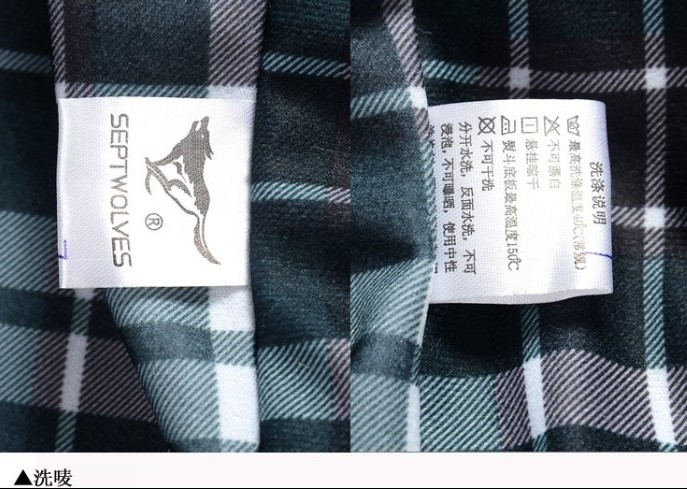 SEPTWOLVES
®
洗涤说明
最高洗涤温度40℃(常规)
不可漂白
悬挂晾干
熨斗底板最高温度150℃
不可干洗
分开水洗，反面水洗，不可
浸泡，不可曝晒，使用中性
▲洗唛